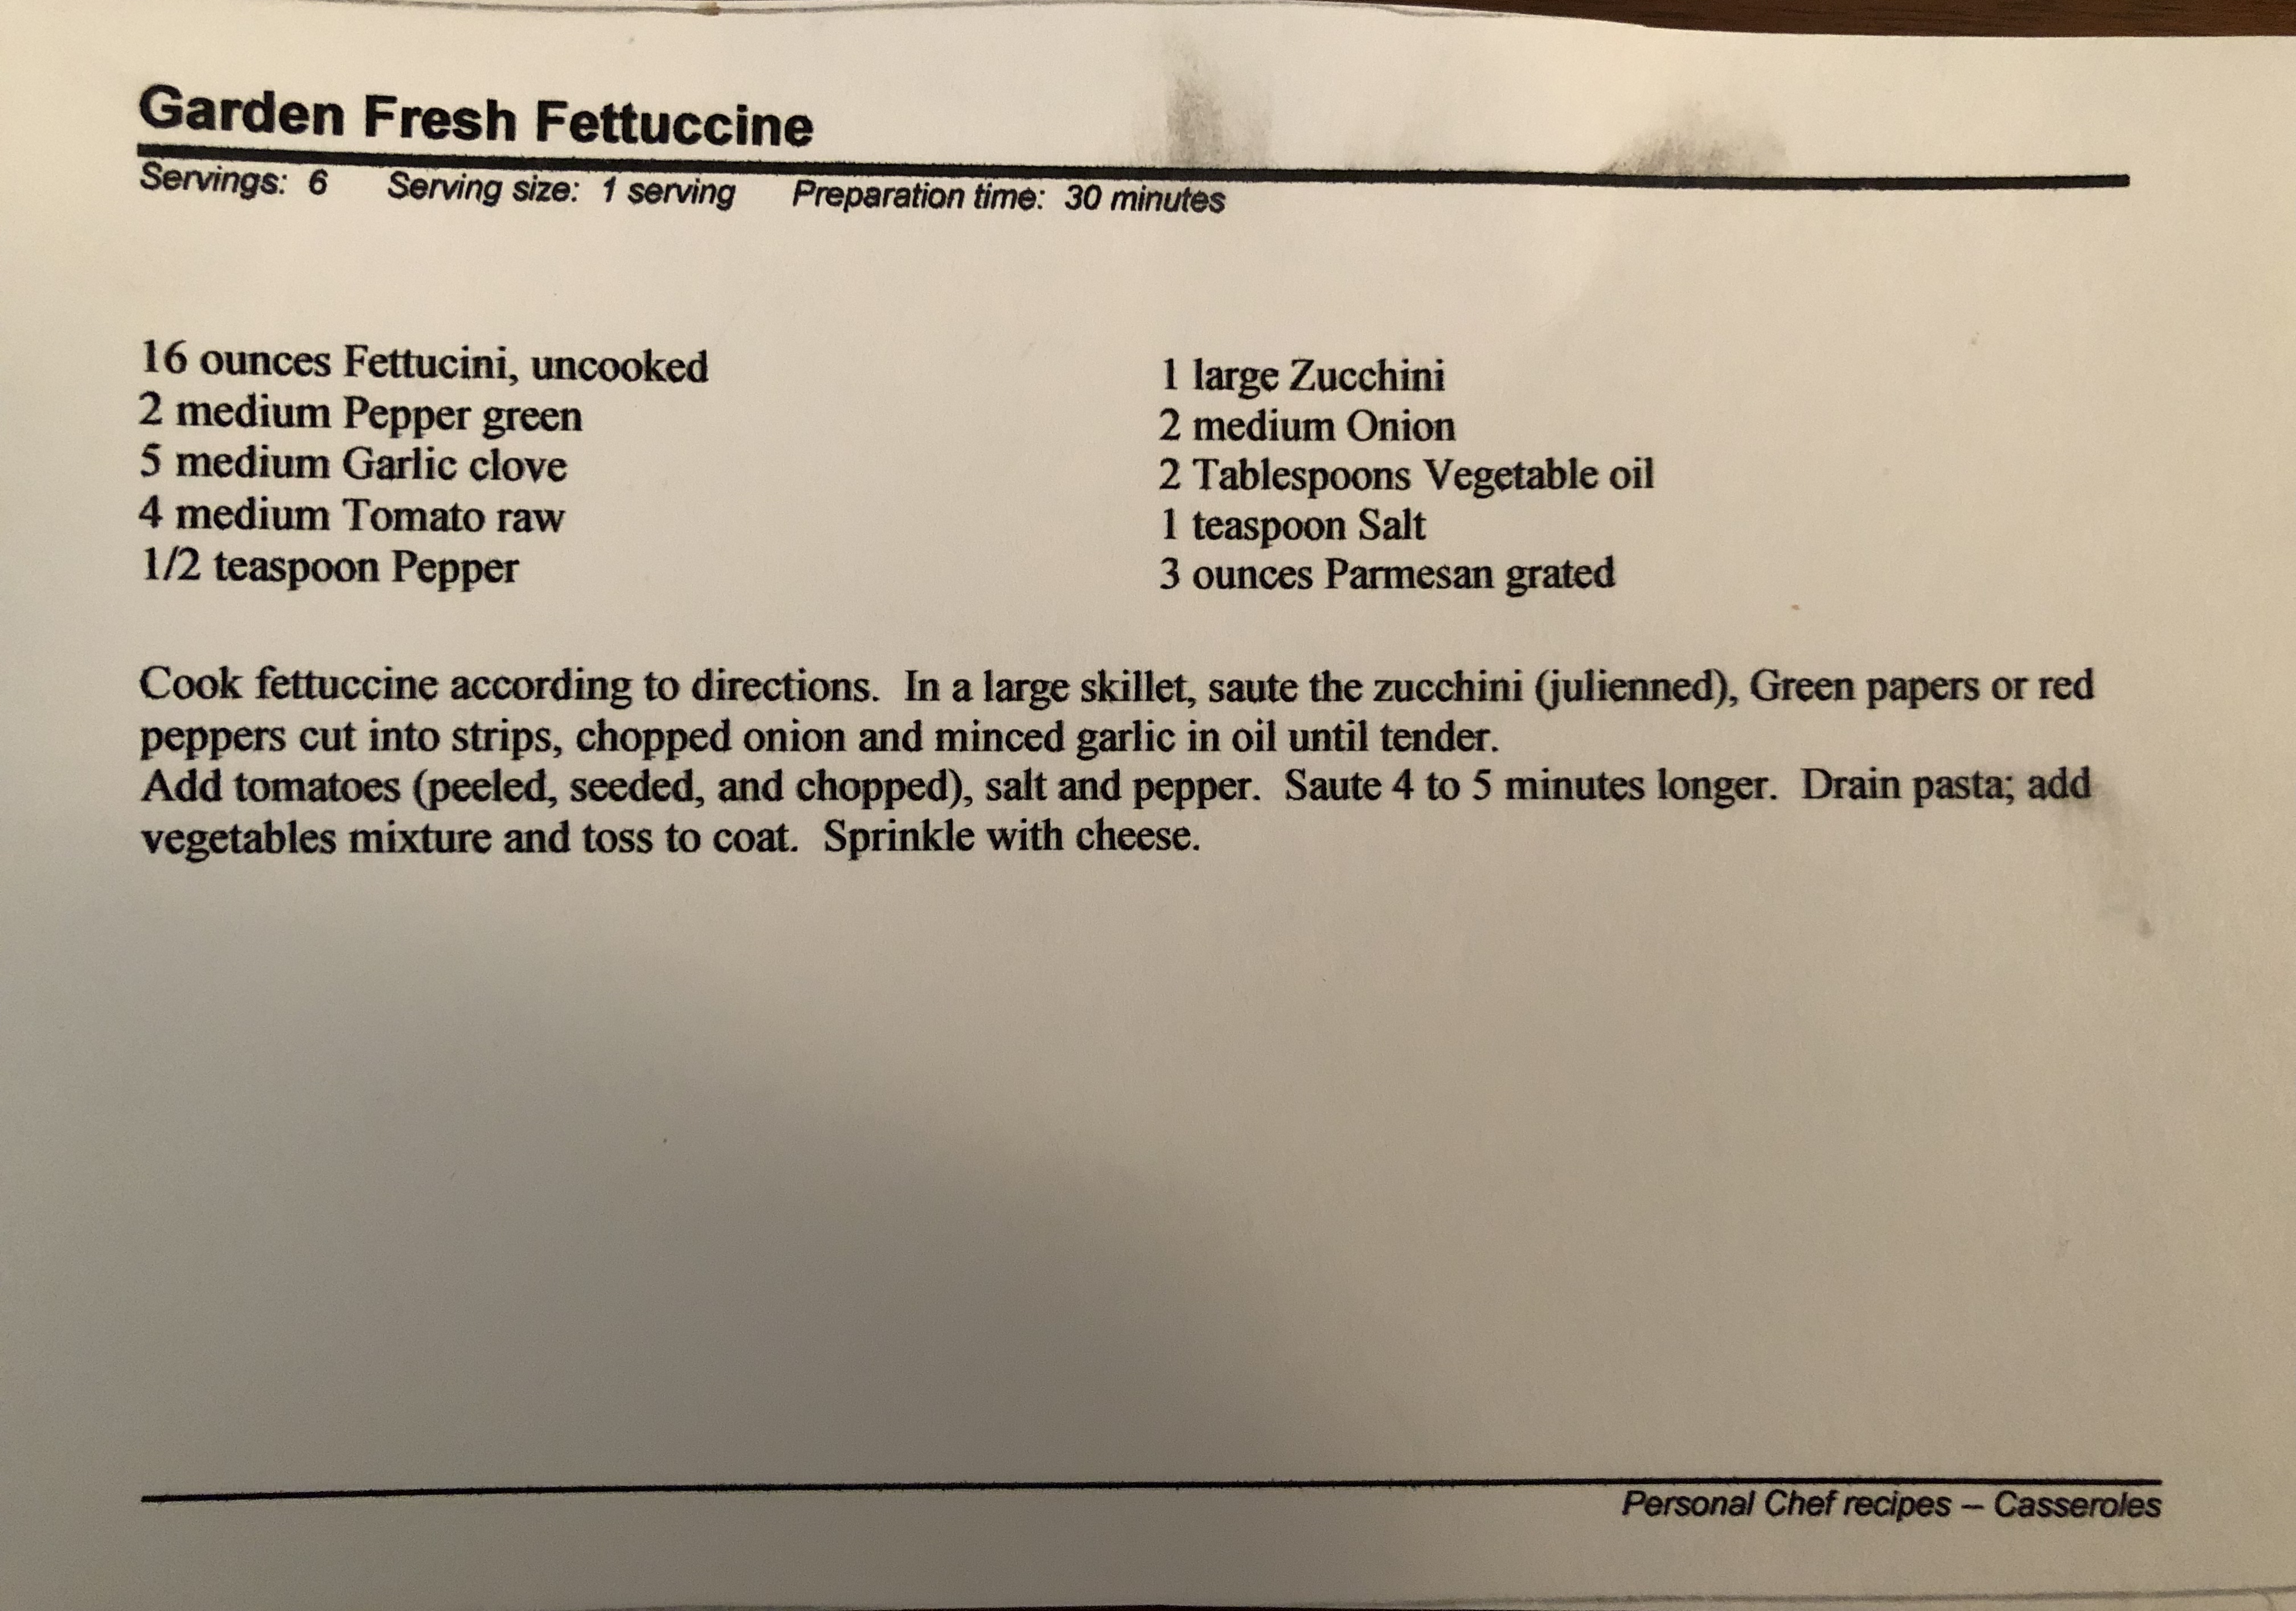 Garden Fresh Fettuccine
Servings: 6 Serving size: 1 serving Preparation time: 30 minutes
16 ounces Fettucini, uncooked
2 medium Pepper green
5 medium Garlic clove
4 medium Tomato raw
1/2 teaspoon Pepper
1 large Zucchini
2 medium Onion
2 Tablespoons Vegetable oil
1 teaspoon Salt
3 ounces Parmesan grated
Cook fettuccine according to directions. In a large skillet, saute the zucchini (julienned), Green papers or red
peppers cut into strips, chopped onion and minced garlic in oil until tender.
Add tomatoes (peeled, seeded, and chopped), salt and pepper. Saute 4 to 5 minutes longer. Drain pasta; add
vegetables mixture and toss to coat. Sprinkle with cheese.
Personal Chef recipes – Casseroles